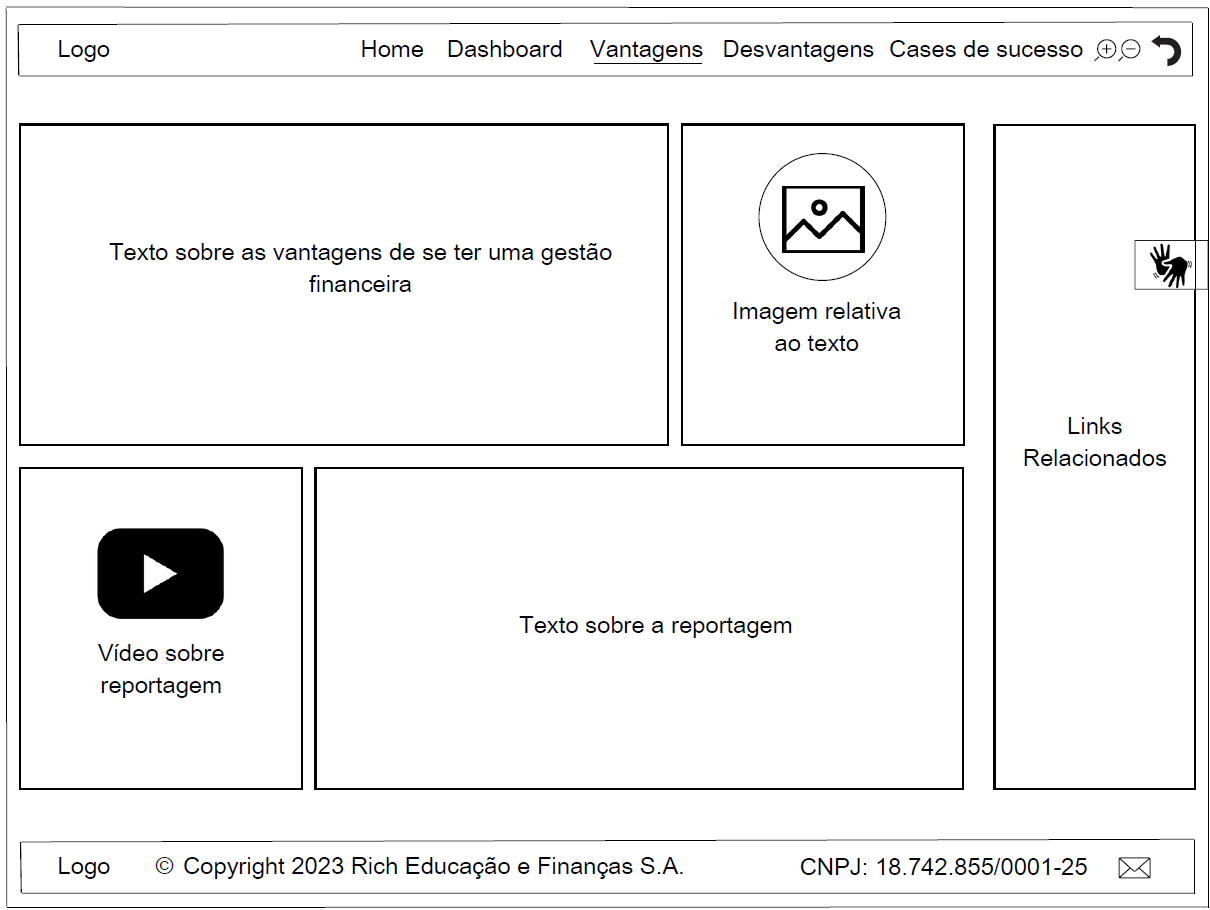 Logo Home Dashboard Vantagens Desvantagens Cases de sucesso
Texto sobre as vantagens de se ter uma gestão
financeira
Imagem relativa
ao texto
Links
Relacionados
Vídeo sobre
reportagem
Texto sobre a reportagem
Logo © Copyright 2023 Rich Educação e Finanças S.A. CNPJ: 18.742.855/0001-25